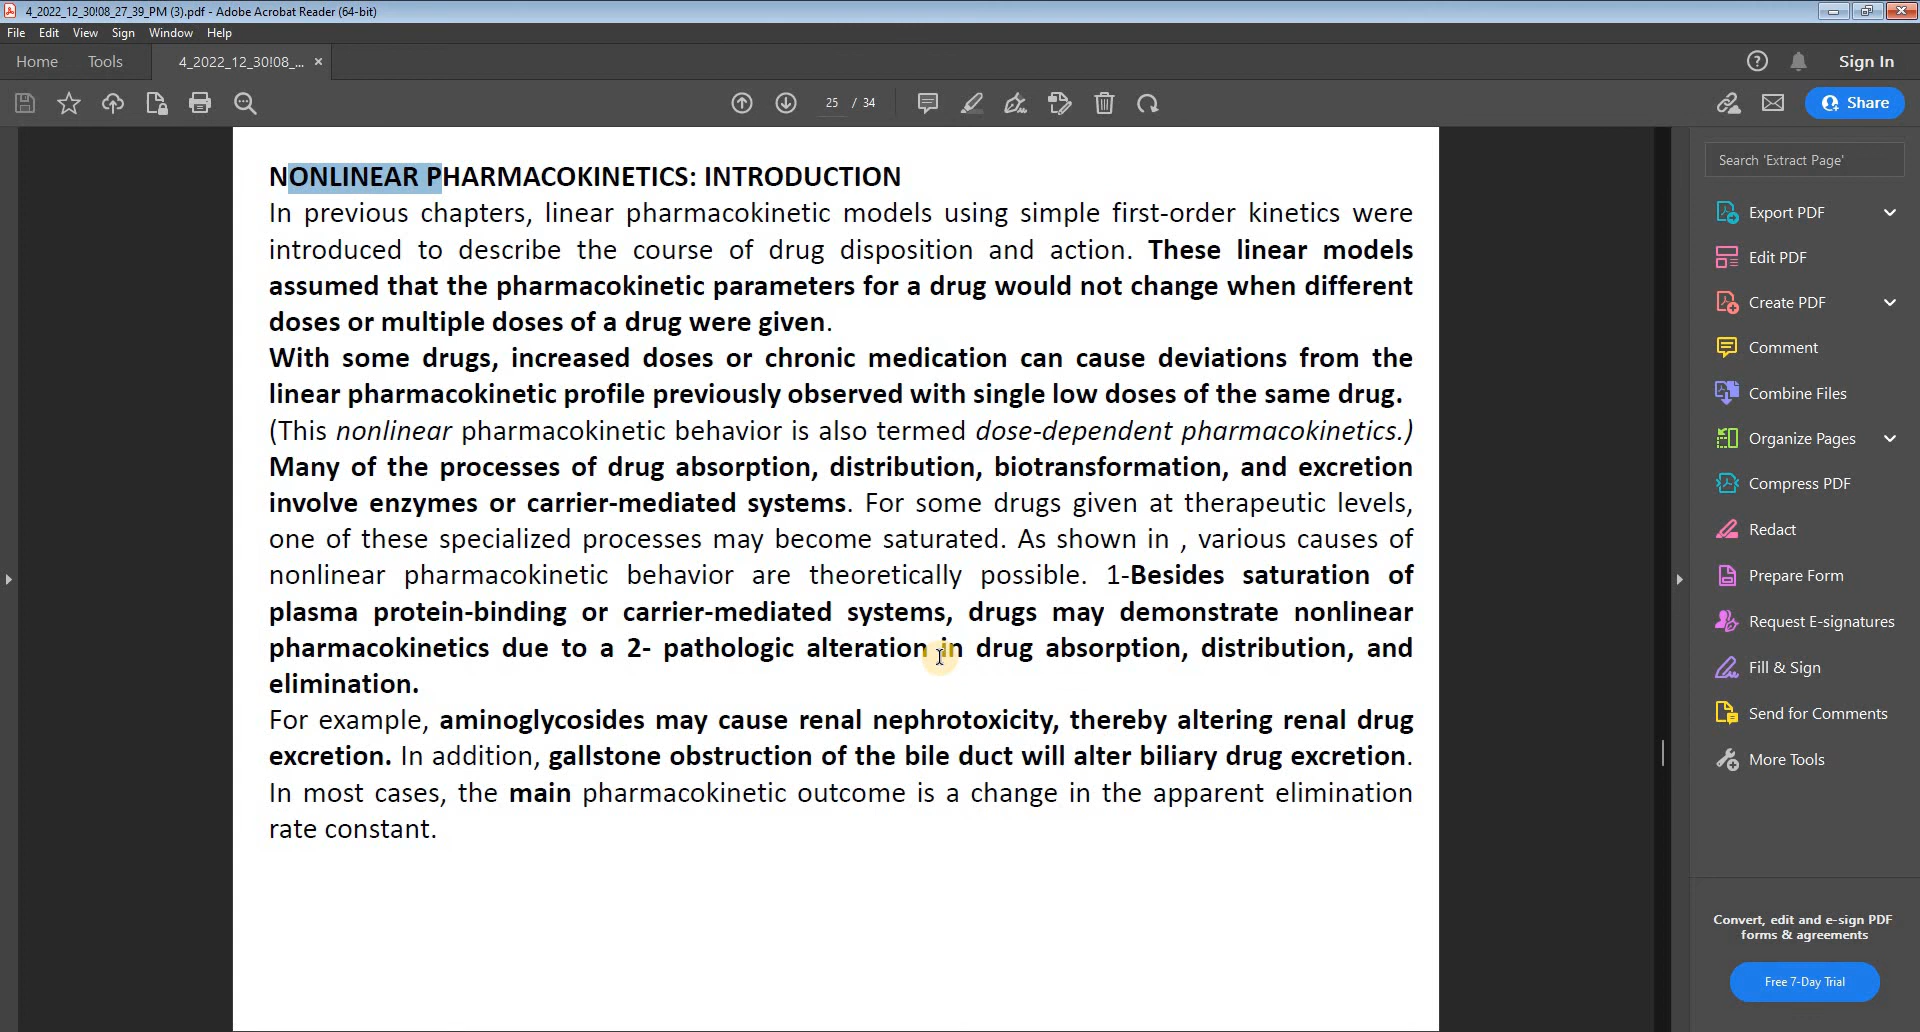 4_2022_12_30!08_27_39_PM (3).pdf - Adobe Acrobat Reader (64-bit)
File Edit View Sign Window Help
Home Tools 4_2022_12_30!08_... × Sign In
25 / 34 Share
NONLINEAR PHARMACOKINETICS: INTRODUCTION
In previous chapters, linear pharmacokinetic models using simple first-order kinetics were
introduced to describe the course of drug disposition and action. These linear models
assumed that the pharmacokinetic parameters for a drug would not change when different
doses or multiple doses of a drug were given.
With some drugs, increased doses or chronic medication can cause deviations from the
linear pharmacokinetic profile previously observed with single low doses of the same drug.
(This nonlinear pharmacokinetic behavior is also termed dose-dependent pharmacokinetics.)
Many of the processes of drug absorption, distribution, biotransformation, and excretion
involve enzymes or carrier-mediated systems. For some drugs given at therapeutic levels,
one of these specialized processes may become saturated. As shown in , various causes of
nonlinear pharmacokinetic behavior are theoretically possible. 1-Besides saturation of
plasma protein-binding or carrier-mediated systems, drugs may demonstrate nonlinear
pharmacokinetics due to a 2- pathologic alteration in drug absorption, distribution, and
elimination.
For example, aminoglycosides may cause renal nephrotoxicity, thereby altering renal drug
excretion. In addition, gallstone obstruction of the bile duct will alter biliary drug excretion.
In most cases, the main pharmacokinetic outcome is a change in the apparent elimination
rate constant.
Search 'Extract Page'
Export PDF
Edit PDF
Create PDF
Comment
Combine Files
Organize Pages
Compress PDF
Redact
Prepare Form
Request E-signatures
Fill & Sign
Send for Comments
More Tools
Convert, edit and e-sign PDF
forms & agreements
Free 7-Day Trial